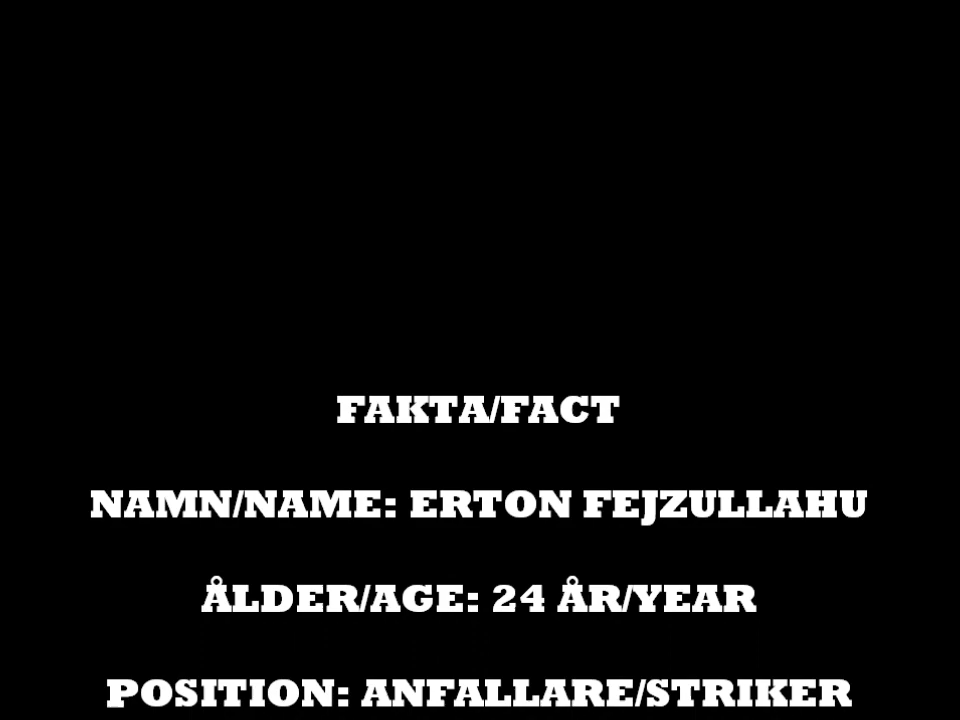 FAKTA/FACT
NAMN/NAME: ERTON FEJZULLAHU
ÅLDER/AGE: 24 ÅR/YEAR
POSITION: ANFALLARE/STRIKER